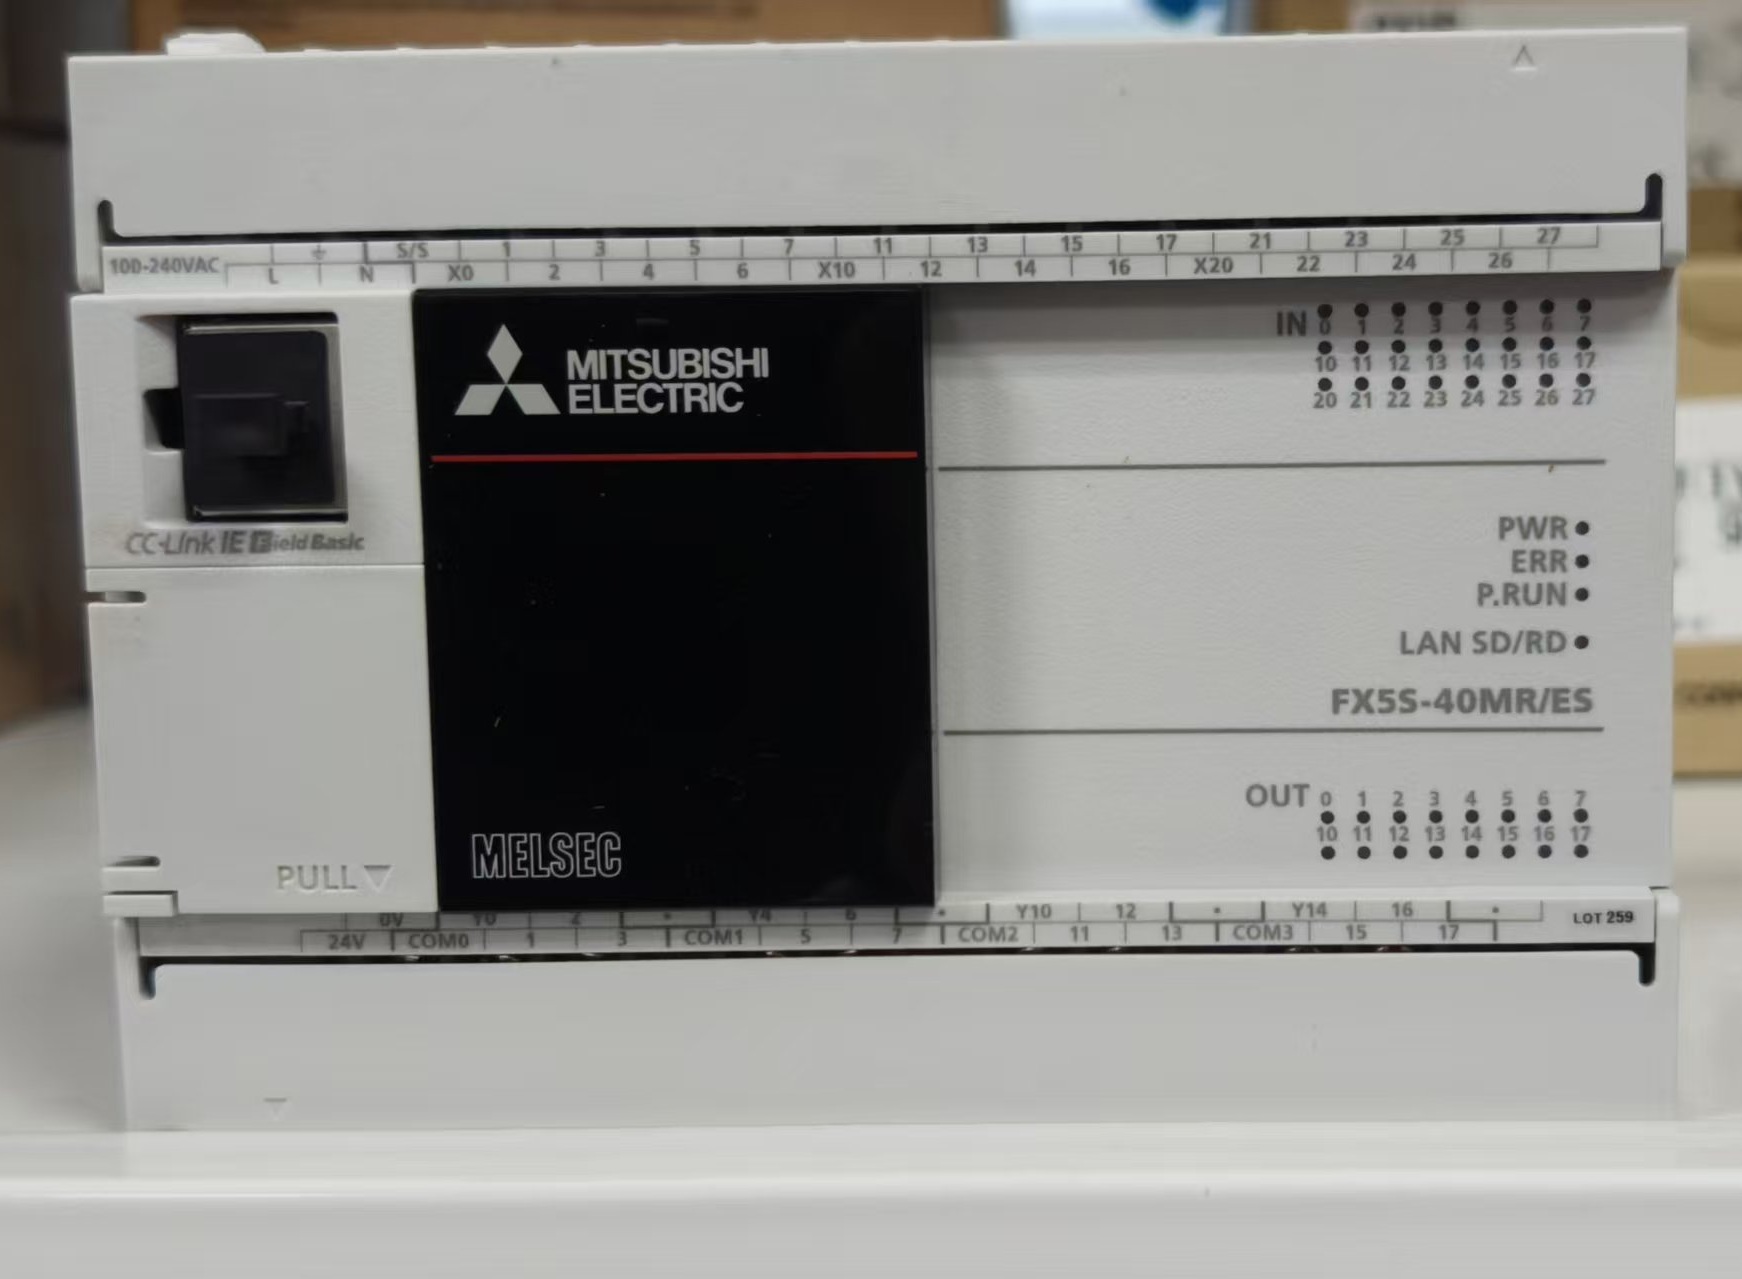 100-240VAC
⏚ S/S 1 3 5 7 11 13 15 17 21 23 25 27
L N X0 2 4 6 X10 12 14 16 X20 22 24 26
MITSUBISHI
ELECTRIC
CC-Link IE Field Basic
IN 0 1 2 3 4 5 6 7
10 11 12 13 14 15 16 17
20 21 22 23 24 25 26 27
PWR
ERR
P.RUN
LAN SD/RD
FX5S-40MR/ES
OUT 0 1 2 3 4 5 6 7
10 11 12 13 14 15 16 17
MELSEC
PULL
0V Y0 2 • Y4 6 • Y10 12 • Y14 16 •
24V COM0 1 3 COM1 5 7 COM2 11 13 COM3 15 17
LOT 259